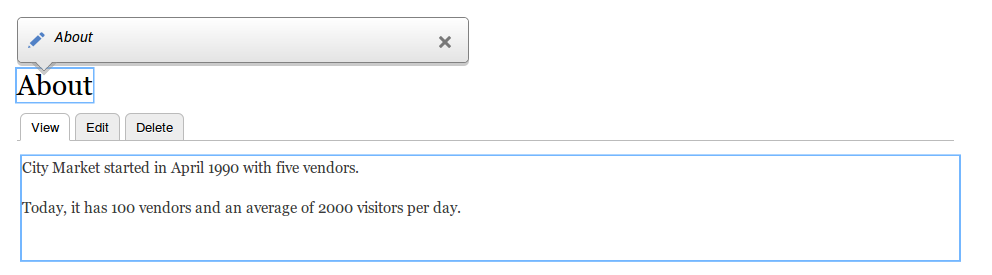 About
About
View Edit Delete
City Market started in April 1990 with five vendors.
Today, it has 100 vendors and an average of 2000 visitors per day.